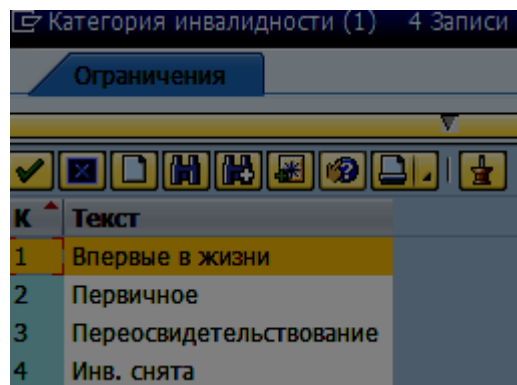 Категория инвалидности (1) 4 Записи
Ограничения
К Текст
1 Впервые в жизни
2 Первичное
3 Переосвидетельствование
4 Инв. снята